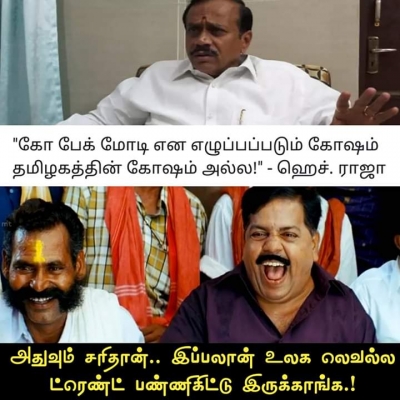 "கோ பேக் மோடி என எழுப்பப்படும் கோஷம்
தமிழகத்தின் கோஷம் அல்ல!" - ஹெச். ராஜா
அதுவும் சரிதான்.. இப்பலான் உலக லெவல்ல
ட்ரெண்ட் பண்ணிகிட்டு இருக்காங்க.!